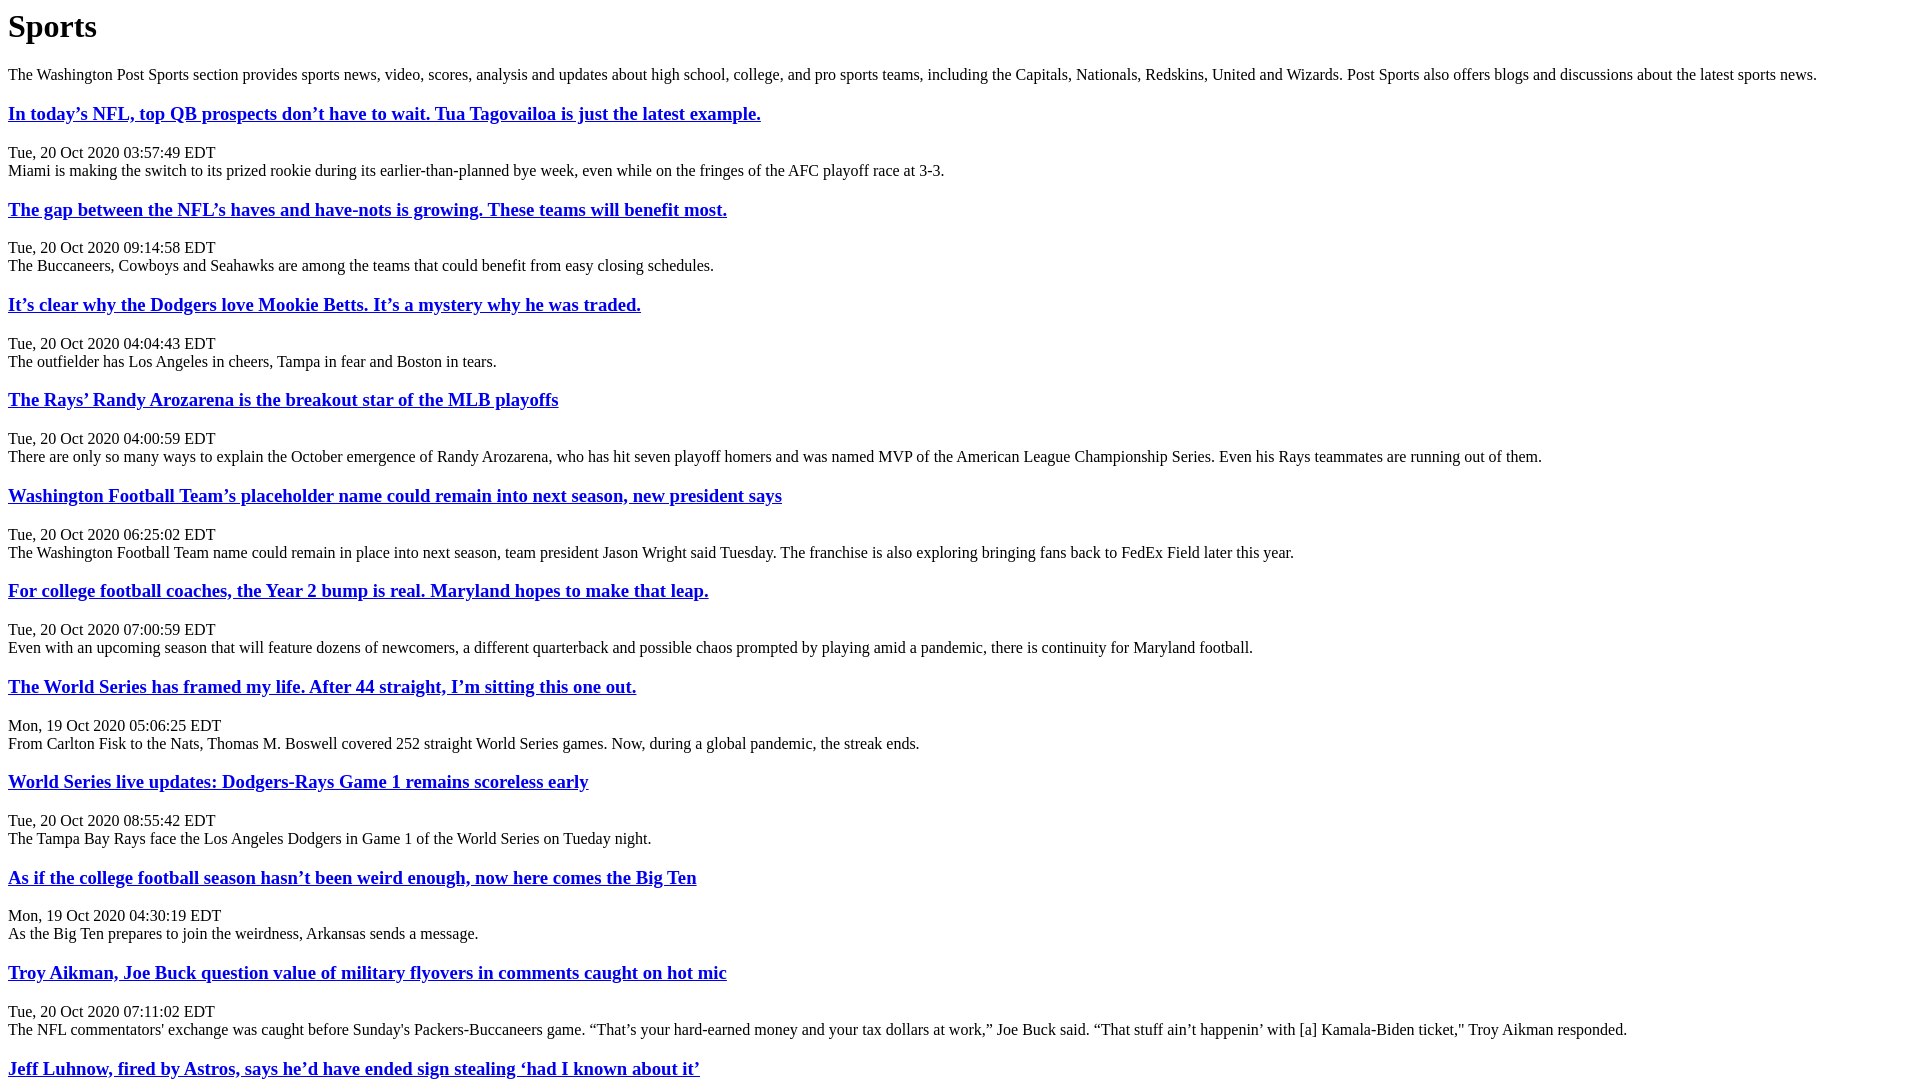 Sports
The Washington Post Sports section provides sports news, video, scores, analysis and updates about high school, college, and pro sports teams, including the Capitals, Nationals, Redskins, United and Wizards. Post Sports also offers blogs and discussions about the latest sports news.
In today’s NFL, top QB prospects don’t have to wait. Tua Tagovailoa is just the latest example.
Tue, 20 Oct 2020 03:57:49 EDT
Miami is making the switch to its prized rookie during its earlier-than-planned bye week, even while on the fringes of the AFC playoff race at 3-3.
The gap between the NFL’s haves and have-nots is growing. These teams will benefit most.
Tue, 20 Oct 2020 09:14:58 EDT
The Buccaneers, Cowboys and Seahawks are among the teams that could benefit from easy closing schedules.
It’s clear why the Dodgers love Mookie Betts. It’s a mystery why he was traded.
Tue, 20 Oct 2020 04:04:43 EDT
The outfielder has Los Angeles in cheers, Tampa in fear and Boston in tears.
The Rays’ Randy Arozarena is the breakout star of the MLB playoffs
Tue, 20 Oct 2020 04:00:59 EDT
There are only so many ways to explain the October emergence of Randy Arozarena, who has hit seven playoff homers and was named MVP of the American League Championship Series. Even his Rays teammates are running out of them.
Washington Football Team’s placeholder name could remain into next season, new president says
Tue, 20 Oct 2020 06:25:02 EDT
The Washington Football Team name could remain in place into next season, team president Jason Wright said Tuesday. The franchise is also exploring bringing fans back to FedEx Field later this year.
For college football coaches, the Year 2 bump is real. Maryland hopes to make that leap.
Tue, 20 Oct 2020 07:00:59 EDT
Even with an upcoming season that will feature dozens of newcomers, a different quarterback and possible chaos prompted by playing amid a pandemic, there is continuity for Maryland football.
The World Series has framed my life. After 44 straight, I’m sitting this one out.
Mon, 19 Oct 2020 05:06:25 EDT
From Carlton Fisk to the Nats, Thomas M. Boswell covered 252 straight World Series games. Now, during a global pandemic, the streak ends.
World Series live updates: Dodgers-Rays Game 1 remains scoreless early
Tue, 20 Oct 2020 08:55:42 EDT
The Tampa Bay Rays face the Los Angeles Dodgers in Game 1 of the World Series on Tueday night.
As if the college football season hasn’t been weird enough, now here comes the Big Ten
Mon, 19 Oct 2020 04:30:19 EDT
As the Big Ten prepares to join the weirdness, Arkansas sends a message.
Troy Aikman, Joe Buck question value of military flyovers in comments caught on hot mic
Tue, 20 Oct 2020 07:11:02 EDT
The NFL commentators' exchange was caught before Sunday's Packers-Buccaneers game. “That’s your hard-earned money and your tax dollars at work,” Joe Buck said. “That stuff ain’t happenin’ with [a] Kamala-Biden ticket," Troy Aikman responded.
Jeff Luhnow, fired by Astros, says he’d have ended sign stealing ‘had I known about it’